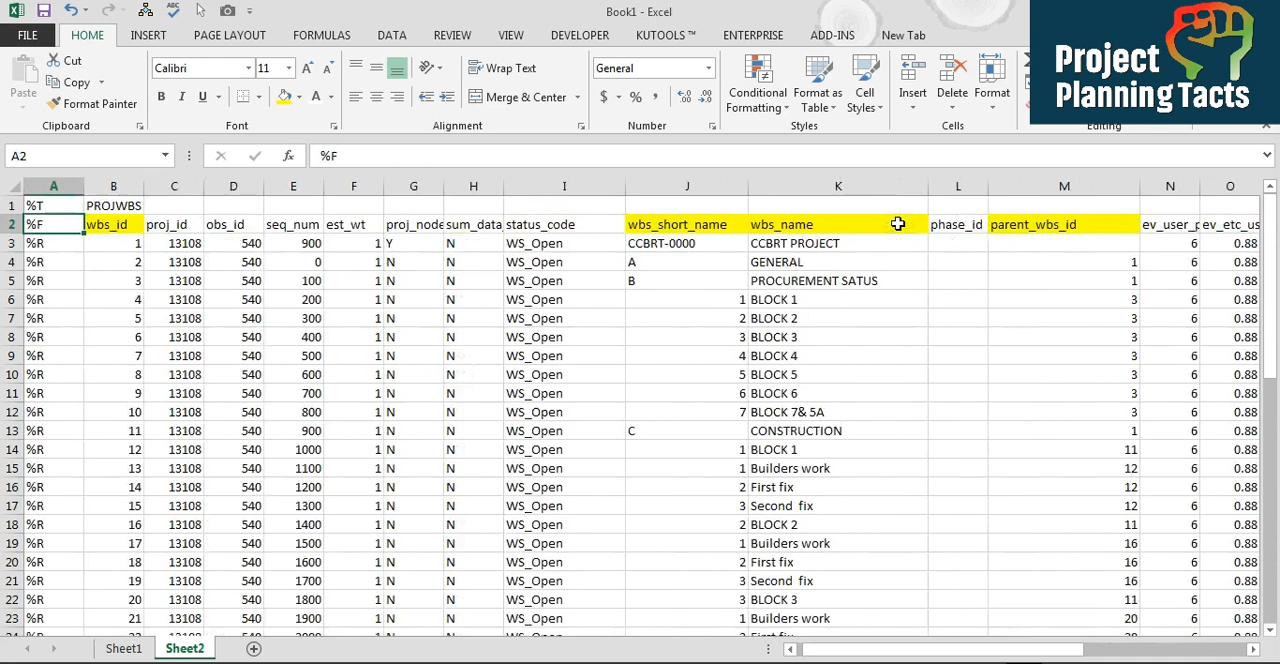 Book1 - Excel
FILE HOME INSERT PAGE LAYOUT FORMULAS DATA REVIEW VIEW DEVELOPER KUTOOLS ™ ENTERPRISE ADD-INS New Tab
Project
Planning Tacts
Paste Cut
Copy
Format Painter
Calibri 11
B I U A
Wrap Text
Merge & Center
General
$ % ,
Conditional Formatting Format as Table Cell Styles Insert Delete Format
Clipboard Font Alignment Number Styles Cells Editing
A2 fx %F
A B C D E F G H I J K L M N O
1 %T PROJWBS
2 %F wbs_id proj_id obs_id seq_num est_wt proj_node sum_data status_code wbs_short_name wbs_name phase_id parent_wbs_id ev_user_p ev_etc_us
3 %R 1 13108 540 900 1 Y N WS_Open CCBRT-0000 CCBRT PROJECT 6 0.88
4 %R 2 13108 540 0 1 N N WS_Open A GENERAL 1 6 0.88
5 %R 3 13108 540 100 1 N N WS_Open B PROCUREMENT SATUS 1 6 0.88
6 %R 4 13108 540 200 1 N N WS_Open 1 BLOCK 1 3 6 0.88
7 %R 5 13108 540 300 1 N N WS_Open 2 BLOCK 2 3 6 0.88
8 %R 6 13108 540 400 1 N N WS_Open 3 BLOCK 3 3 6 0.88
9 %R 7 13108 540 500 1 N N WS_Open 4 BLOCK 4 3 6 0.88
10 %R 8 13108 540 600 1 N N WS_Open 5 BLOCK 5 3 6 0.88
11 %R 9 13108 540 700 1 N N WS_Open 6 BLOCK 6 3 6 0.88
12 %R 10 13108 540 800 1 N N WS_Open 7 BLOCK 7& 5A 3 6 0.88
13 %R 11 13108 540 900 1 N N WS_Open C CONSTRUCTION 1 6 0.88
14 %R 12 13108 540 1000 1 N N WS_Open 1 BLOCK 1 11 6 0.88
15 %R 13 13108 540 1100 1 N N WS_Open 1 Builders work 12 6 0.88
16 %R 14 13108 540 1200 1 N N WS_Open 2 First fix 12 6 0.88
17 %R 15 13108 540 1300 1 N N WS_Open 3 Second fix 12 6 0.88
18 %R 16 13108 540 1400 1 N N WS_Open 2 BLOCK 2 11 6 0.88
19 %R 17 13108 540 1500 1 N N WS_Open 1 Builders work 16 6 0.88
20 %R 18 13108 540 1600 1 N N WS_Open 2 First fix 16 6 0.88
21 %R 19 13108 540 1700 1 N N WS_Open 3 Second fix 16 6 0.88
22 %R 20 13108 540 1800 1 N N WS_Open 3 BLOCK 3 11 6 0.88
23 %R 21 13108 540 1900 1 N N WS_Open 1 Builders work 20 6 0.88
Sheet1 Sheet2